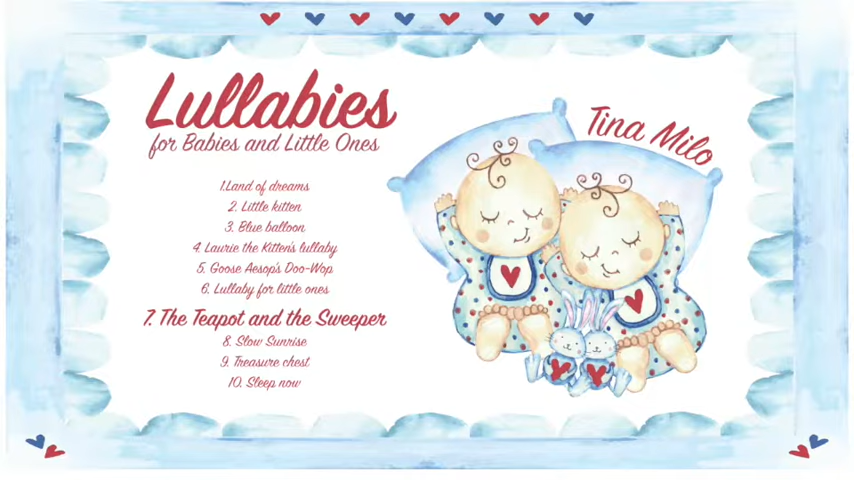 Lullabies
for Babies and Little Ones
Tina Milo
1.Land of dreams
2. Little kitten
3. Blue balloon
4. Laurie the Kitten's lullaby
5. Goose Aesop's Doo-Wop
6. Lullaby for little ones
7. The Teapot and the Sweeper
8. Slow Sunrise
9. Treasure chest
10. Sleep now